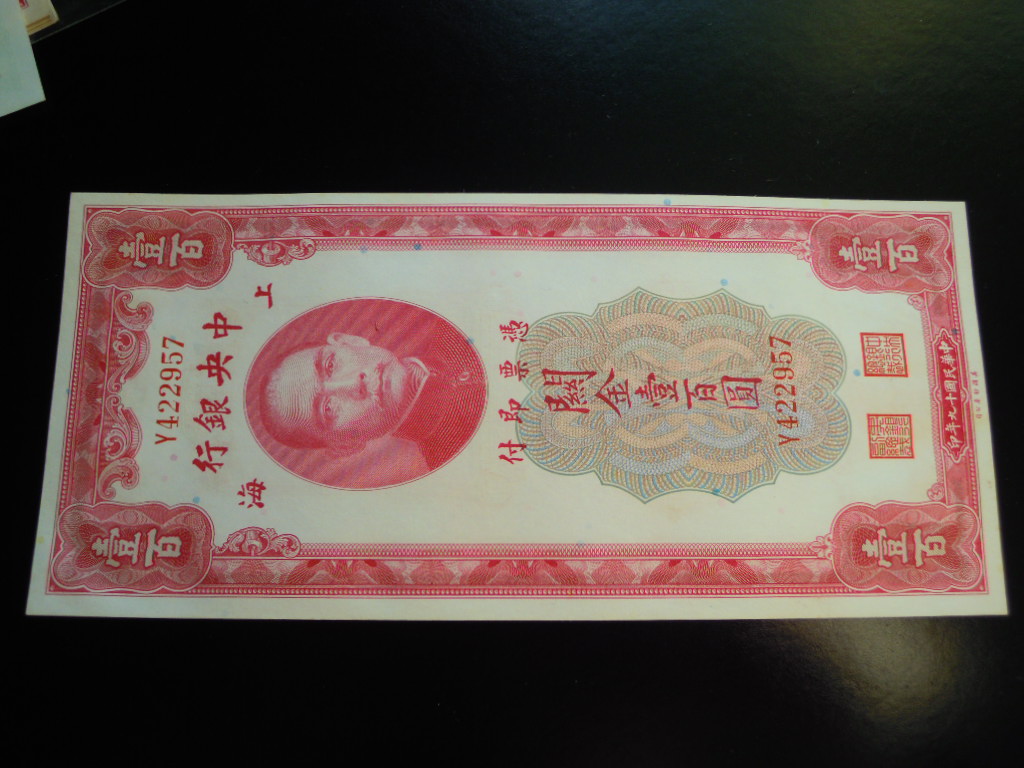 壹百
壹百
Y422957
中央銀行
上海
憑票即付
關金壹百圓
Y422957
壹百
壹百
中華民國十九年印